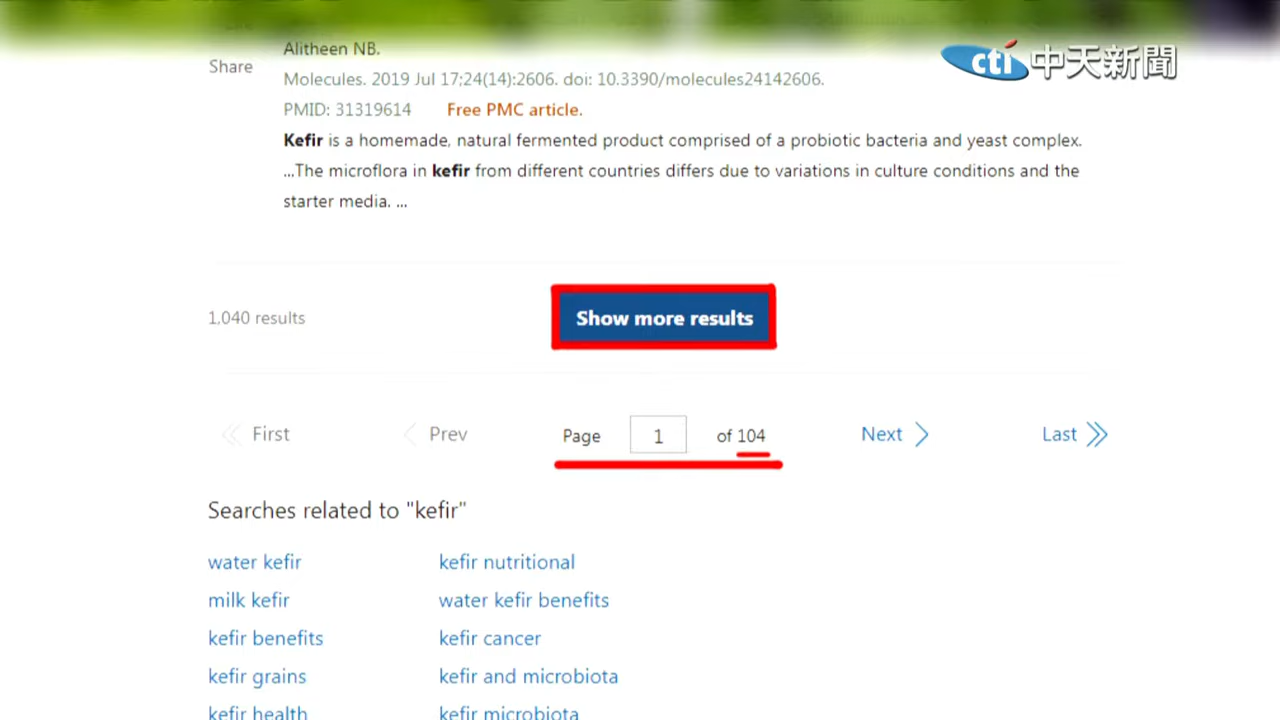 Alitheen NB.
Share
cti 中天新聞
Molecules. 2019 Jul 17;24(14):2606. doi: 10.3390/molecules24142606.
PMID: 31319614 Free PMC article.
Kefir is a homemade, natural fermented product comprised of a probiotic bacteria and yeast complex.
...The microflora in kefir from different countries differs due to variations in culture conditions and the
starter media. ...
1,040 results
Show more results
First Prev Page 1 of 104 Next Last
Searches related to "kefir"
water kefir kefir nutritional
milk kefir water kefir benefits
kefir benefits kefir cancer
kefir grains kefir and microbiota
kefir health kefir microbiota